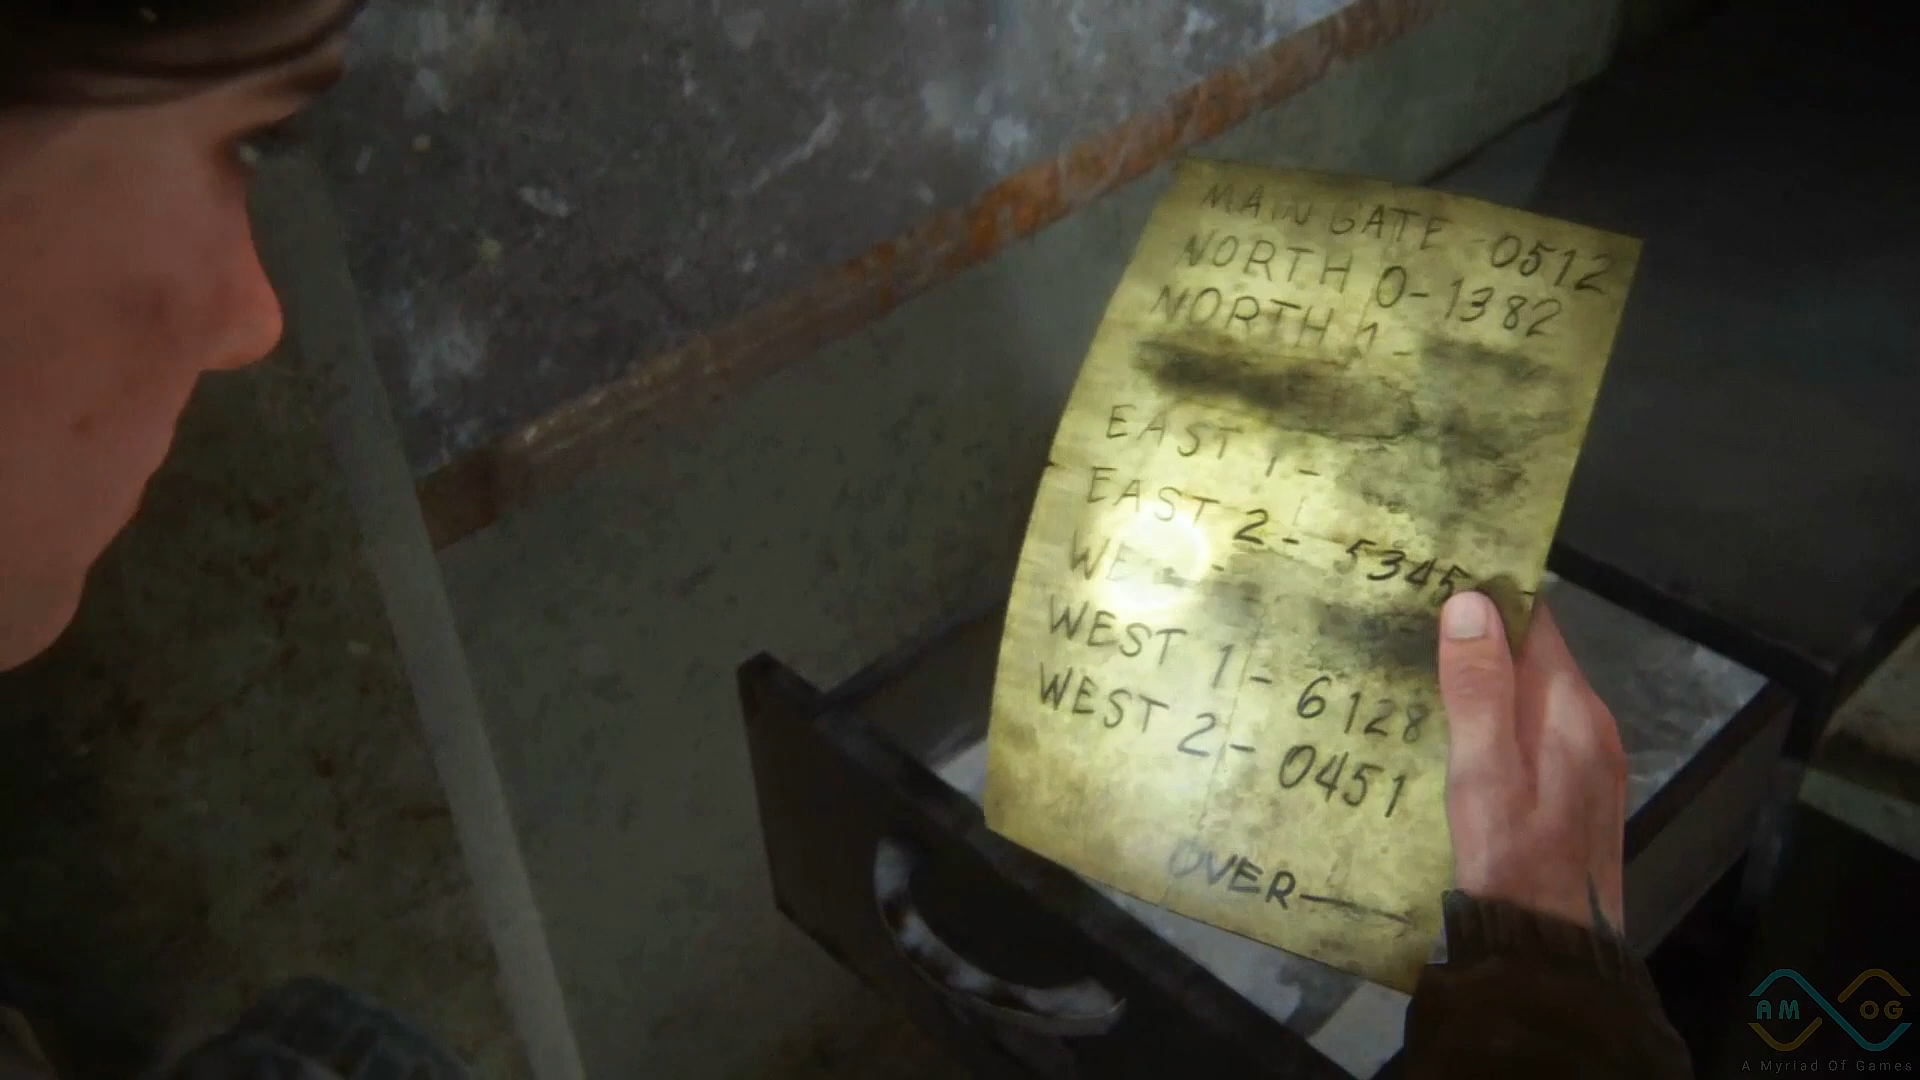 MAIN GATE - 0512
NORTH 0 - 1382
NORTH 1 -
EAST 1 -
EAST 2 - 5345
WE
WEST 1 - 6128
WEST 2 - 0451
OVER
AM OG
A Myriad Of Games